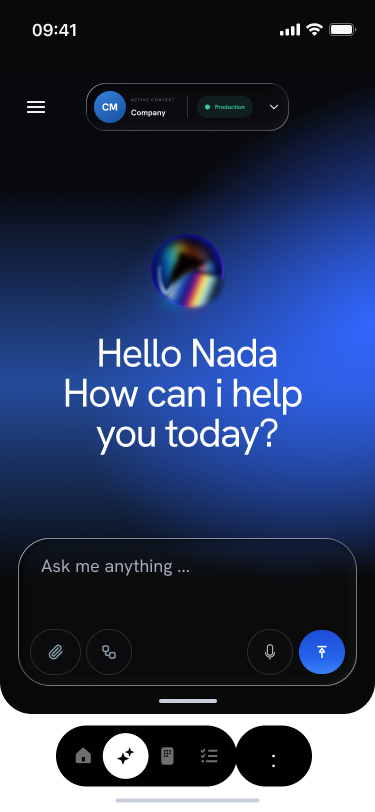 09:41
CM
ACTIVE CONTEXT
Company
Production
Hello Nada
How can i help
you today?
Ask me anything ...